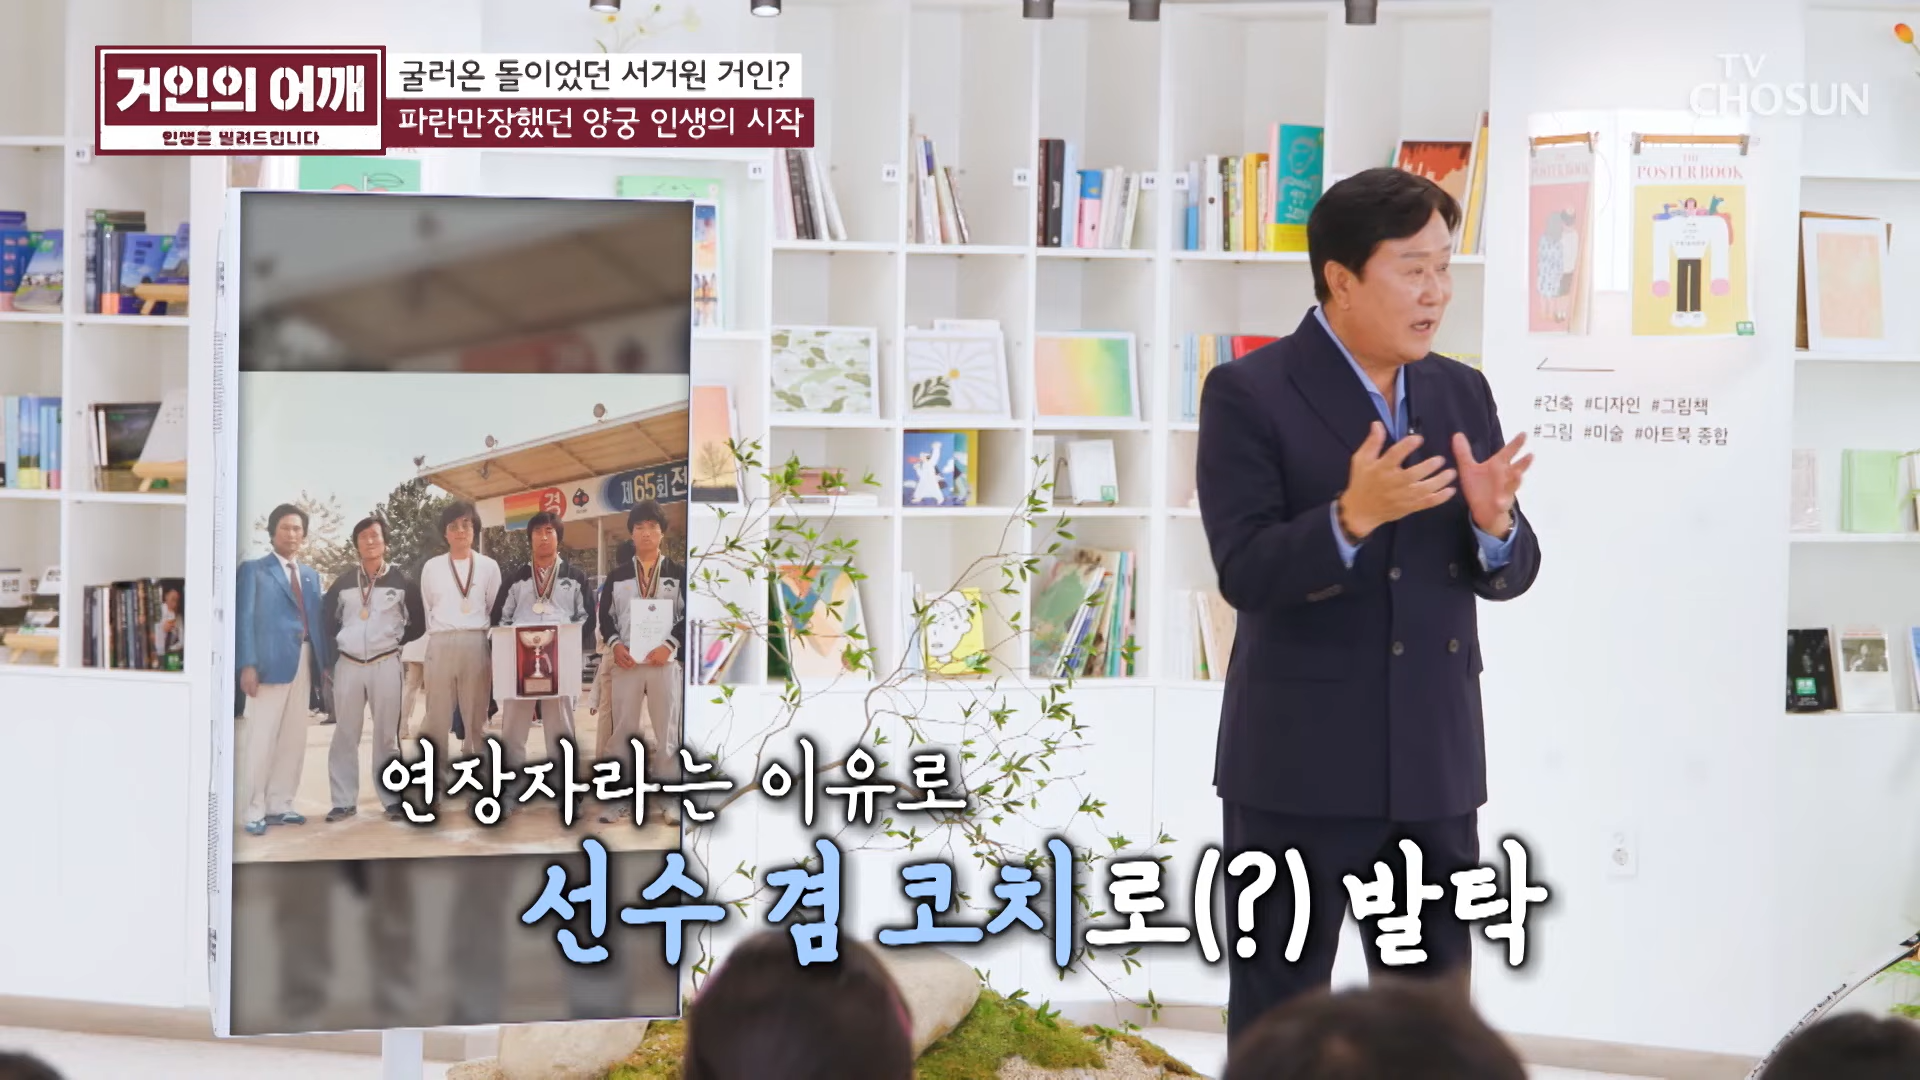 거인의 어깨
인생을 빌려드립니다
굴러온 돌이었던 서거원 거인?
파란만장했던 양궁 인생의 시작
TV
CHOSUN
THE
POSTER BOOK
THE
POSTER BOOK
#건축 #디자인 #그림책
#그림 #미술 #아트북 종합
경
제65회 전
연장자라는 이유로
선수 겸 코치로(?) 발탁